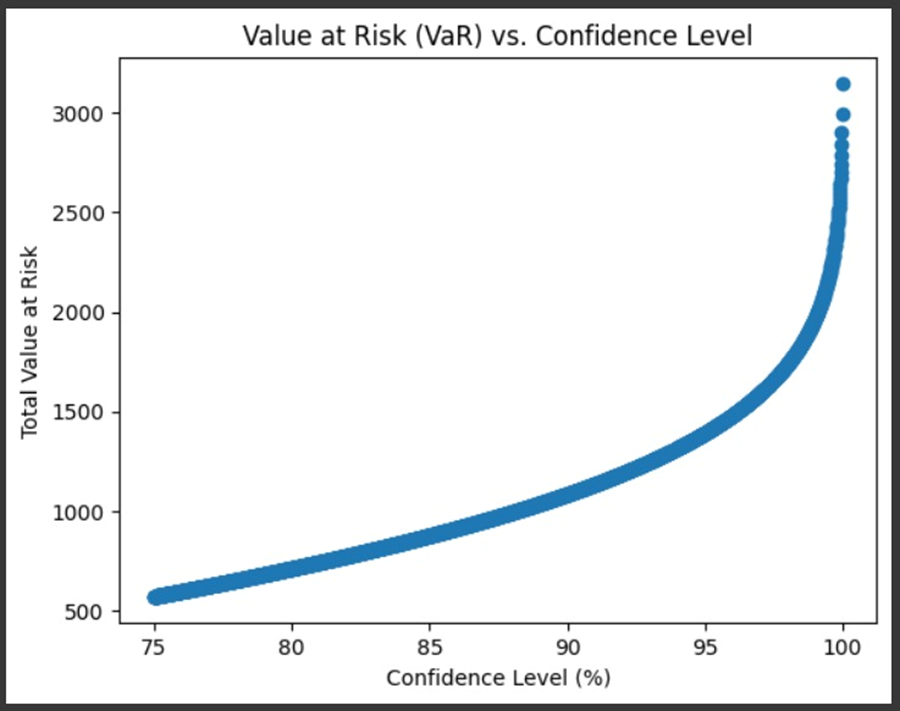 Value at Risk (VaR) vs. Confidence Level
3000
2500
2000
1500
1000
500
Total Value at Risk
75 80 85 90 95 100
Confidence Level (%)